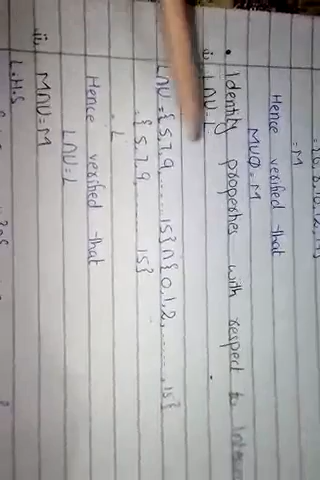 = M
Hence verified that
MUφ = M
• Identity properties with respect to
i) L∩U = L
L∩U = {5,7,9, ...... 15} ∩ {0,1,2, ......, 15}
{5,7,9 ...... 15}
L
Hence verified that
L∩U = L
ii. M∩U = M
L.H.S